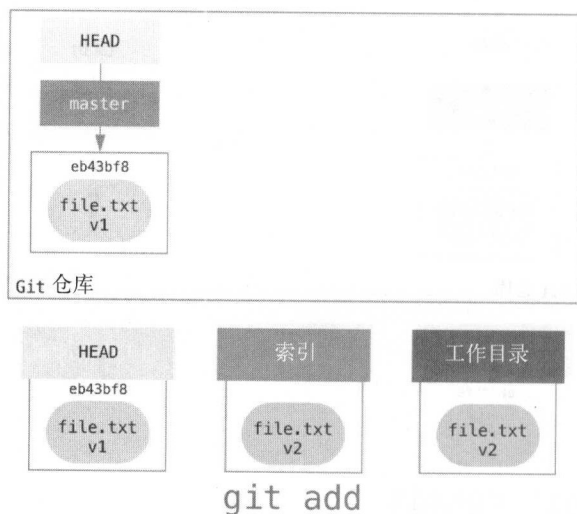 HEAD
master
eb43bf8
file.txt
v1
Git 仓库
HEAD
索引
工作目录
eb43bf8
file.txt
v1
file.txt
v2
file.txt
v2
git add